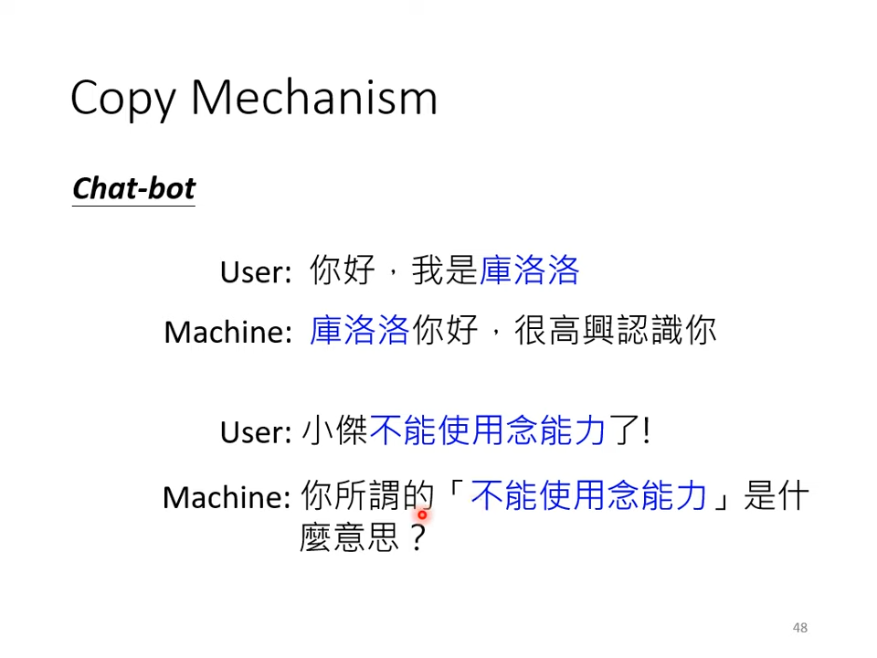 Copy Mechanism
Chat-bot
User: 你好，我是庫洛洛
Machine: 庫洛洛你好，很高興認識你
User: 小傑不能使用念能力了!
Machine: 你所謂的「不能使用念能力」是什
麼意思？
48